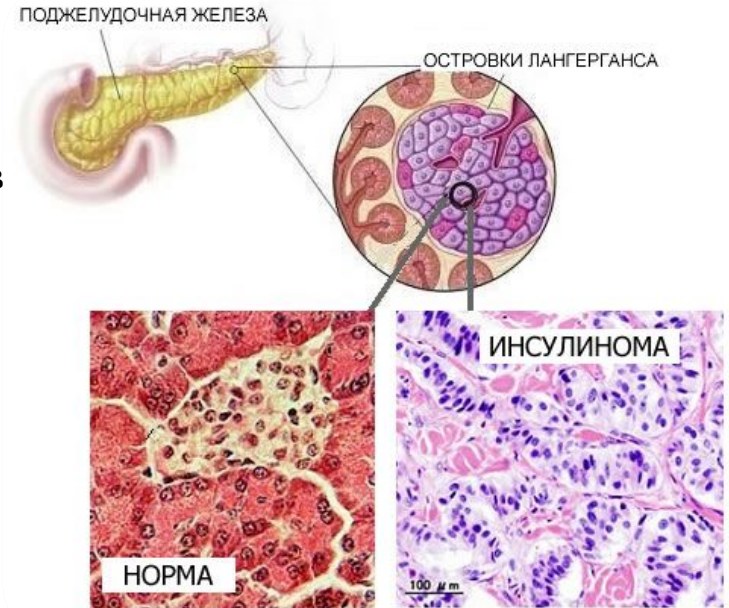 ПОДЖЕЛУДОЧНАЯ ЖЕЛЕЗА
ОСТРОВКИ ЛАНГЕРГАНСА
в
ИНСУЛИНОМА
НОРМА
100 μm